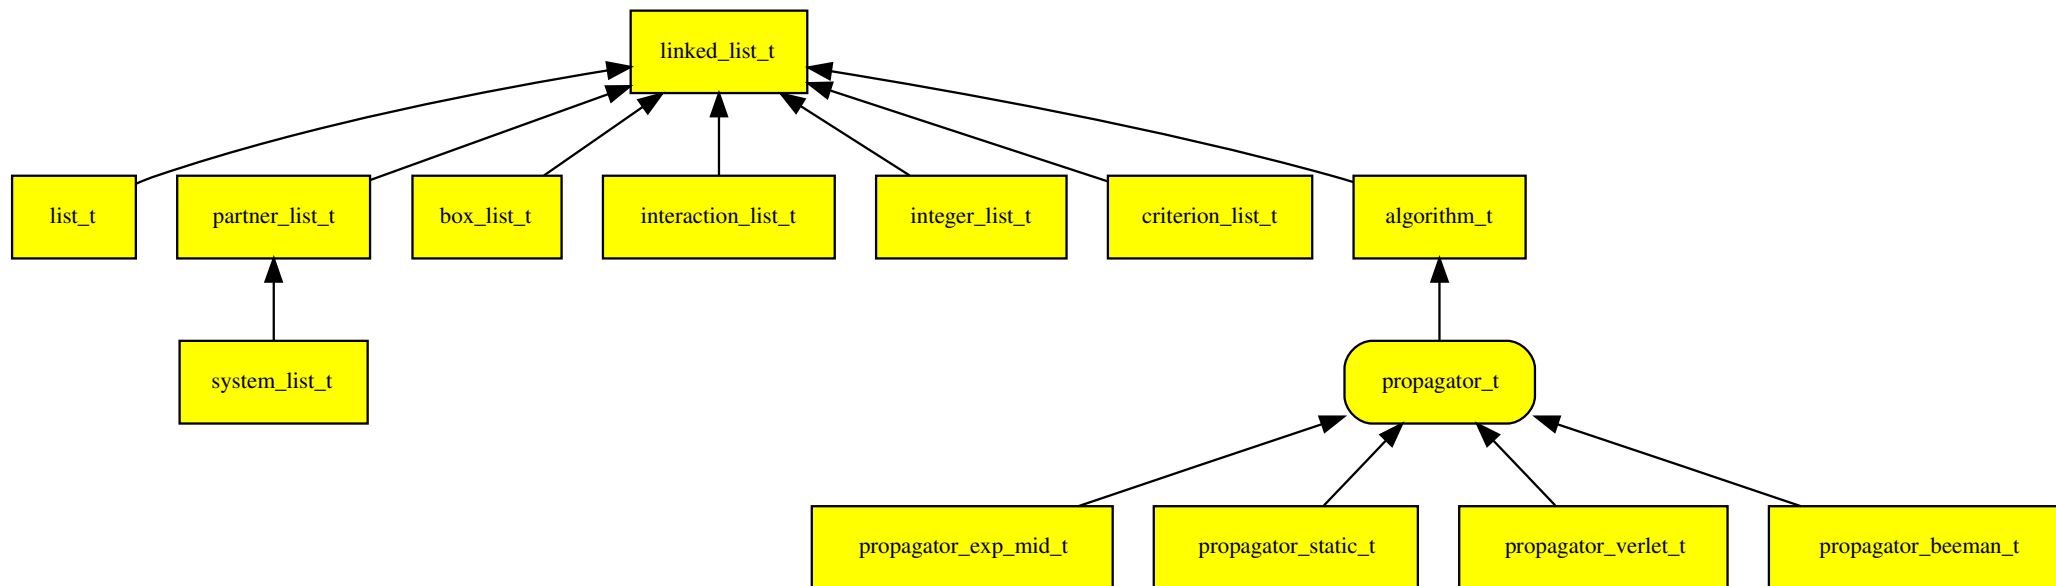 linked_list_t
list_t
partner_list_t
box_list_t
interaction_list_t
integer_list_t
criterion_list_t
algorithm_t
system_list_t
propagator_t
propagator_exp_mid_t
propagator_static_t
propagator_verlet_t
propagator_beeman_t